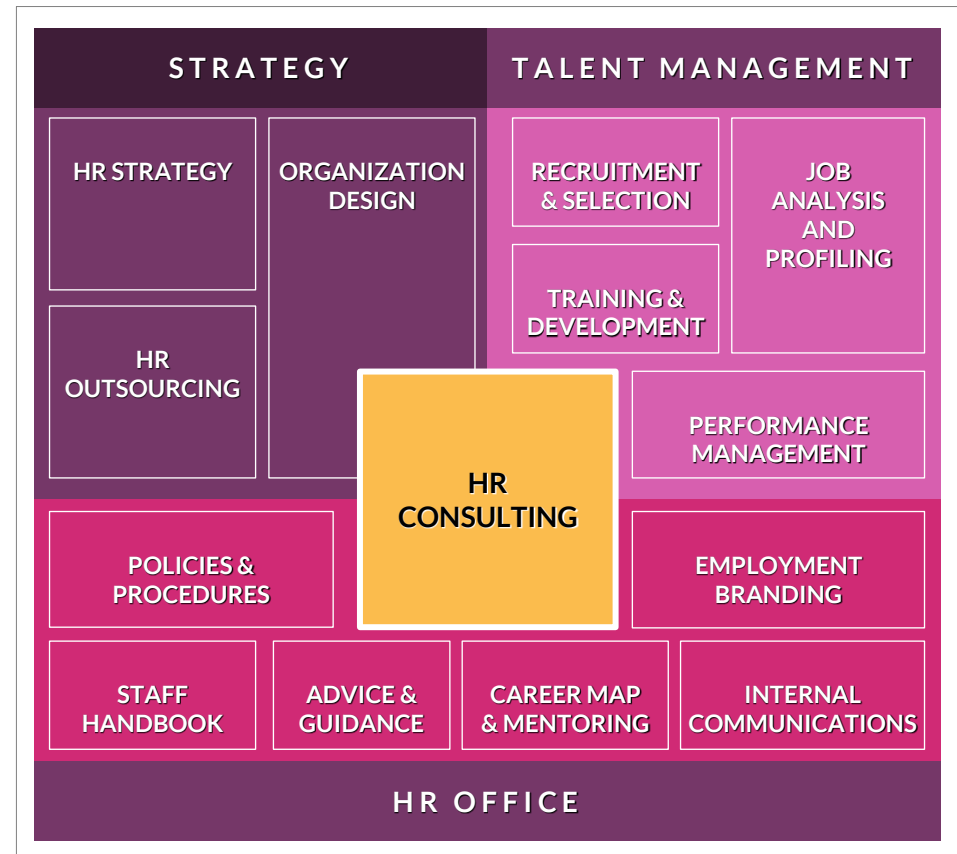 STRATEGY
TALENT MANAGEMENT
HR STRATEGY
ORGANIZATION
DESIGN
HR
OUTSOURCING
RECRUITMENT
& SELECTION
JOB
ANALYSIS
AND
PROFILING
TRAINING &
DEVELOPMENT
PERFORMANCE
MANAGEMENT
HR
CONSULTING
POLICIES &
PROCEDURES
EMPLOYMENT
BRANDING
STAFF
HANDBOOK
ADVICE &
GUIDANCE
CAREER MAP
& MENTORING
INTERNAL
COMMUNICATIONS
HR OFFICE